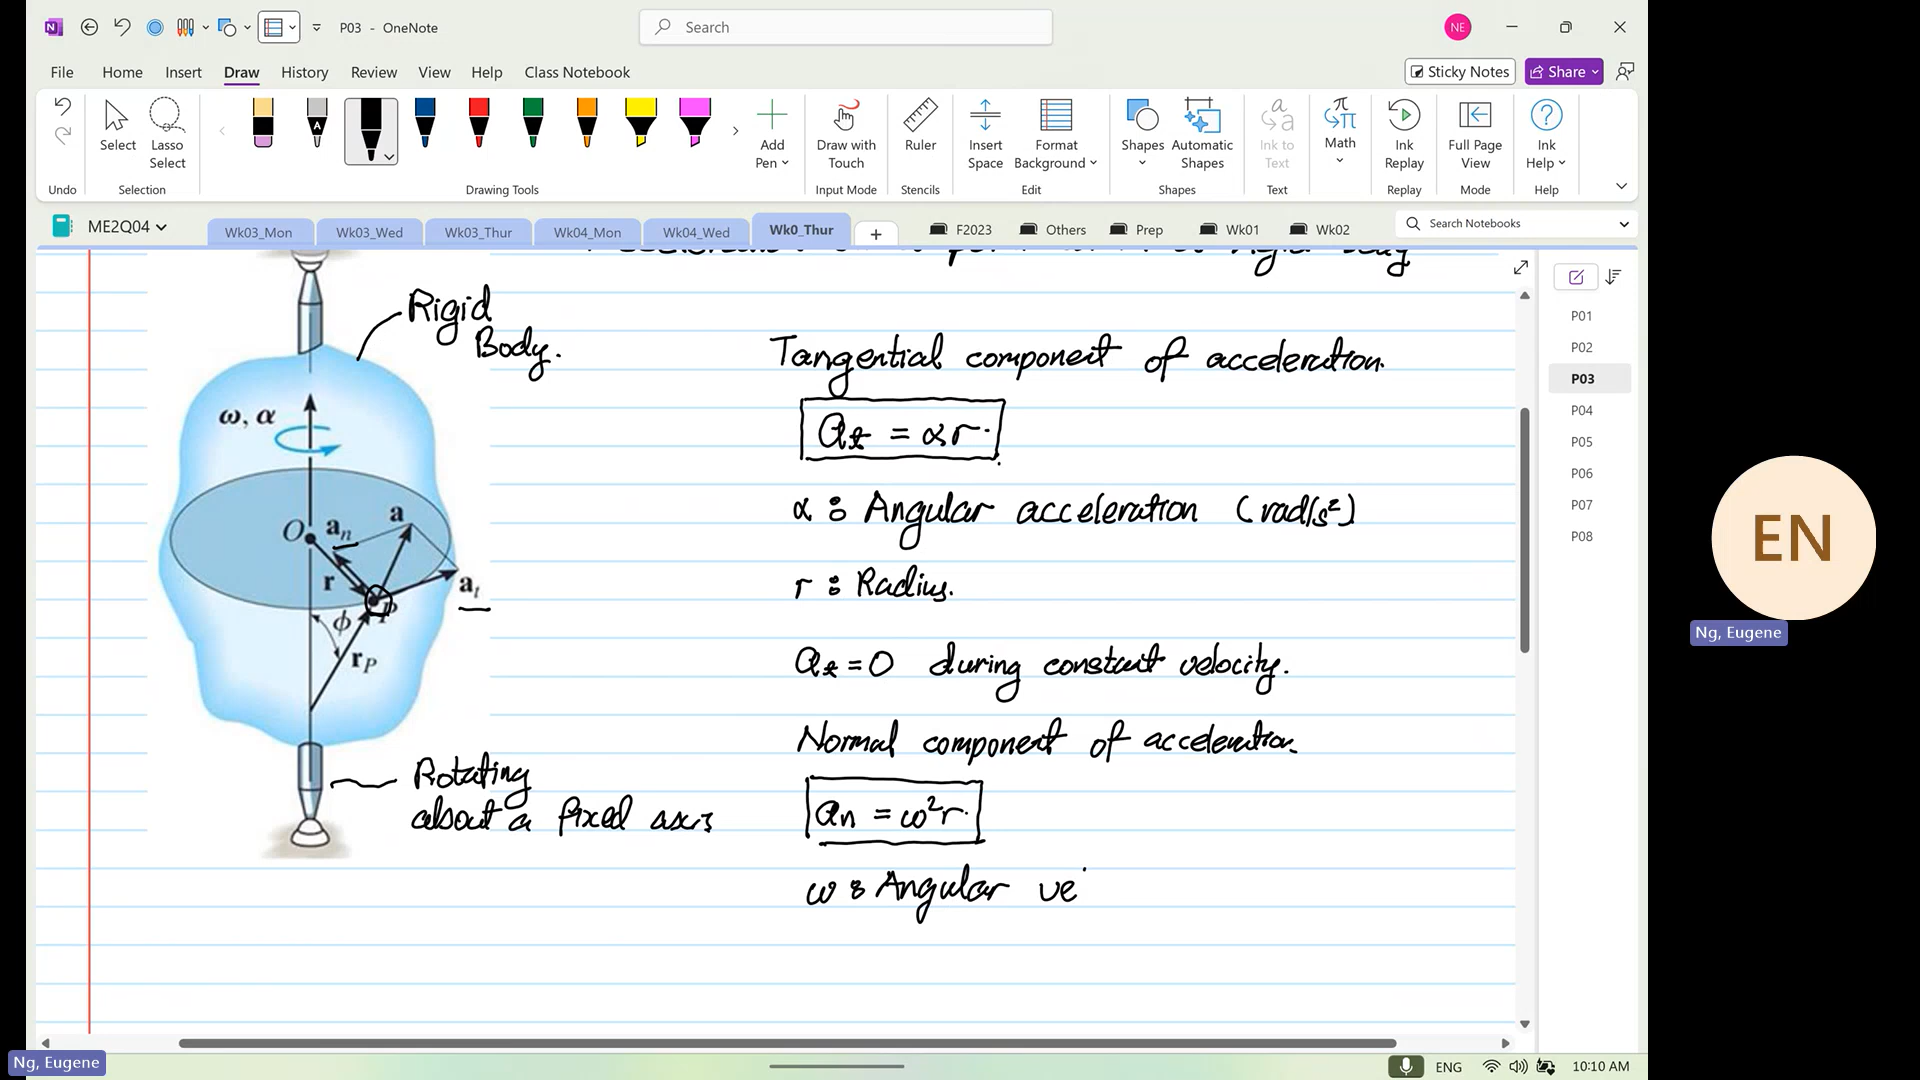 P03 - OneNote
Search
NE
File Home Insert Draw History Review View Help Class Notebook
Sticky Notes
Share
Undo
Select
Lasso Select
Selection
A
Drawing Tools
Add Pen
Draw with Touch
Input Mode
Ruler
Stencils
Insert Space
Format Background
Edit
Shapes
Automatic Shapes
Shapes
Ink to Text
Text
Math
Ink Replay
Replay
Full Page View
Mode
Ink Help
Help
ME2Q04
Wk03_Mon Wk03_Wed Wk03_Thur Wk04_Mon Wk04_Wed Wk0_Thur + F2023 Others Prep Wk01 Wk02
Search Notebooks
P01
P02
P03
P04
P05
P06
P07
P08
Rigid Body
Rigid
Body.
ω, α
O
aₙ
a
r
aₜ
P
ϕ
r_P
Rotating
about a fixed axis
Tangential component of acceleration.
aₜ = αr.
α : Angular acceleration (rad/s²)
r : Radius.
aₜ = 0 during constant velocity.
Normal component of acceleration.
aₙ = ω²r.
ω : Angular ve
EN
Ng, Eugene
Ng, Eugene
ENG
10:10 AM